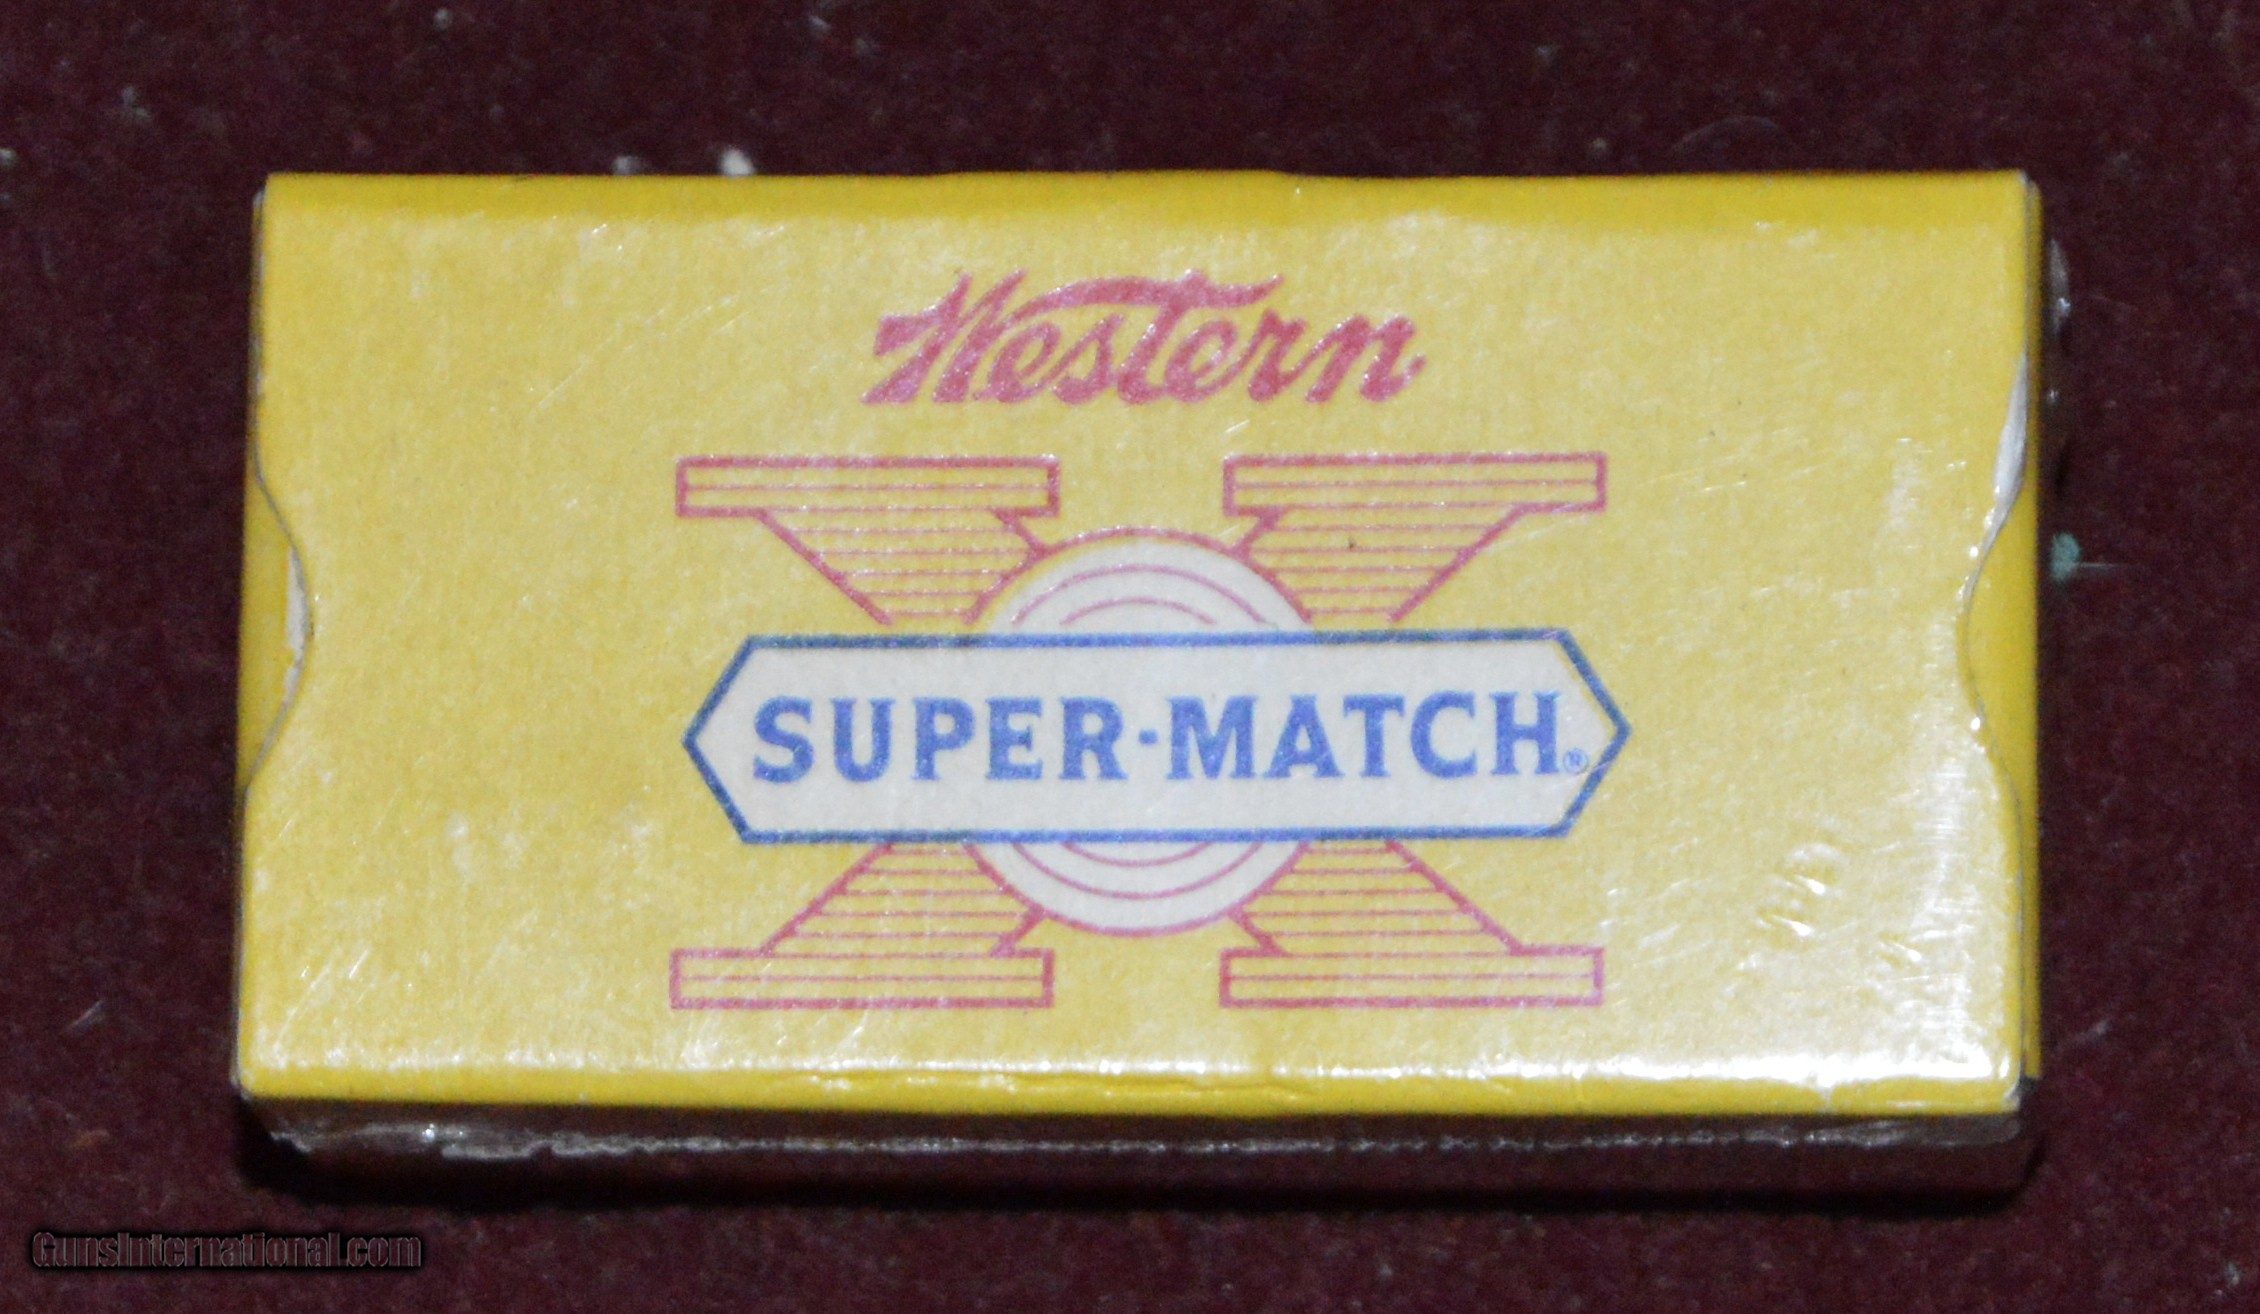 Western
X
SUPER·MATCH®
GunsInternational.com